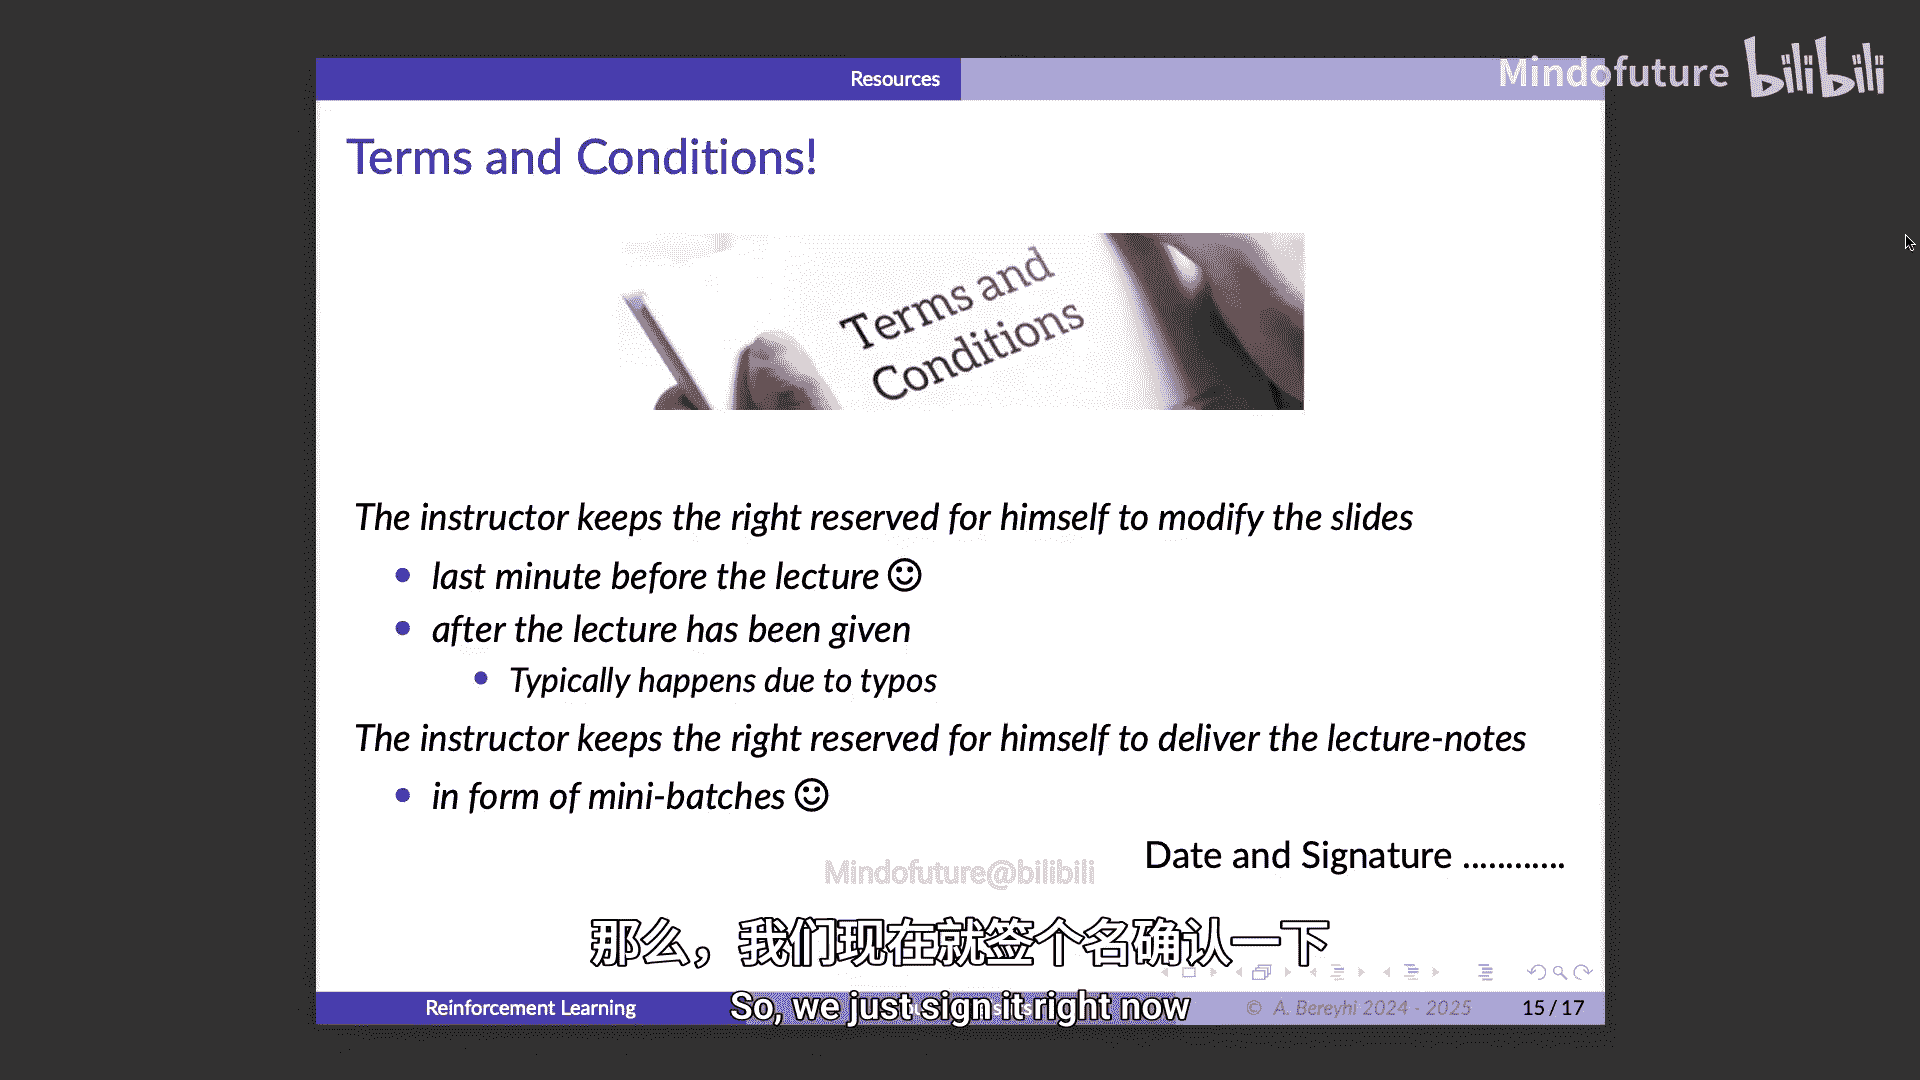 Resources
Mindofuture bilibili
Terms and Conditions!
Terms and
Conditions
The instructor keeps the right reserved for himself to modify the slides
last minute before the lecture
after the lecture has been given
Typically happens due to typos
The instructor keeps the right reserved for himself to deliver the lecture-notes
in form of mini-batches
Date and Signature ............
Mindofuture@bilibili
那么，我们现在就签个名确认一下
So, we just sign it right now
Reinforcement Learning
© A. Bereyhi 2024 - 2025
15 / 17